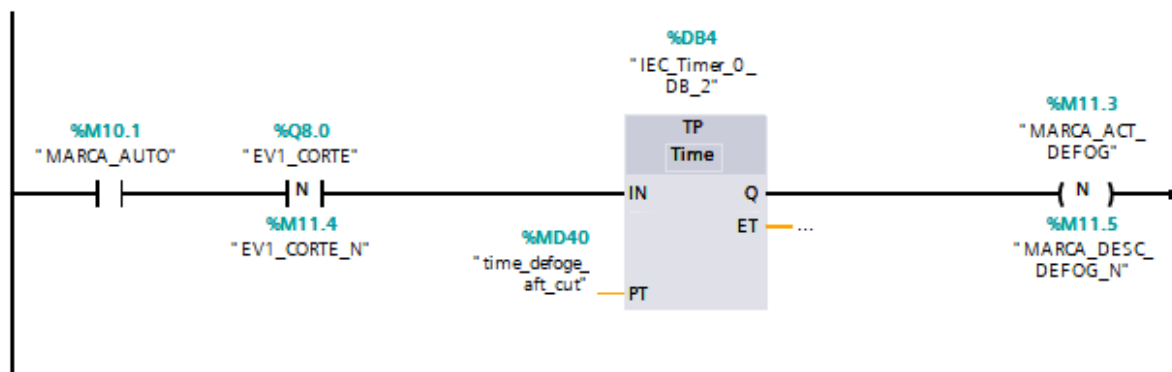 %DB4
"IEC_Timer_0_
DB_2"
%M10.1
"MARCA_AUTO"
%Q8.0
"EV1_CORTE"
N
%M11.4
"EV1_CORTE_N"
TP
Time
IN
Q
ET
...
%MD40
"time_defoge_
aft_cut"
PT
%M11.3
"MARCA_ACT_
DEFOG"
N
%M11.5
"MARCA_DESC_
DEFOG_N"